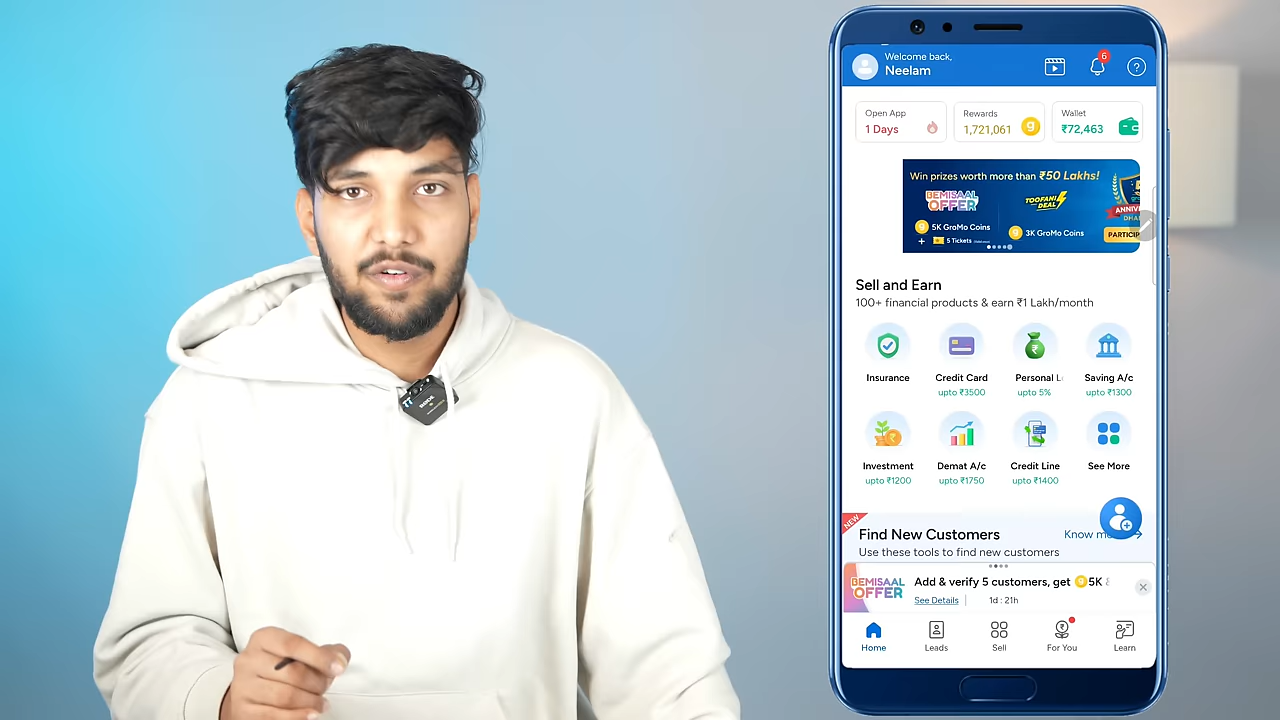 Welcome back,
Neelam
6
?
Open App
1 Days
Rewards
1,721,061
g
Wallet
₹72,463
Win prizes worth more than ₹50 Lakhs!
BEMISAAL
OFFER
g 5K GroMo Coins
+ 5 Tickets
TOOFANI
DEAL
g 3K GroMo Coins
ANNIV
DHA
PARTICIP
Sell and Earn
100+ financial products & earn ₹1 Lakh/month
Insurance
Credit Card
upto ₹3500
Personal L
upto 5%
Saving A/c
upto ₹1300
Investment
upto ₹1200
Demat A/c
upto ₹1750
Credit Line
upto ₹1400
See More
NEW
Find New Customers
Know m
Use these tools to find new customers
BEMISAAL
OFFER
Add & verify 5 customers, get g 5K &
See Details
1d : 21h
Home
Leads
Sell
For You
Learn